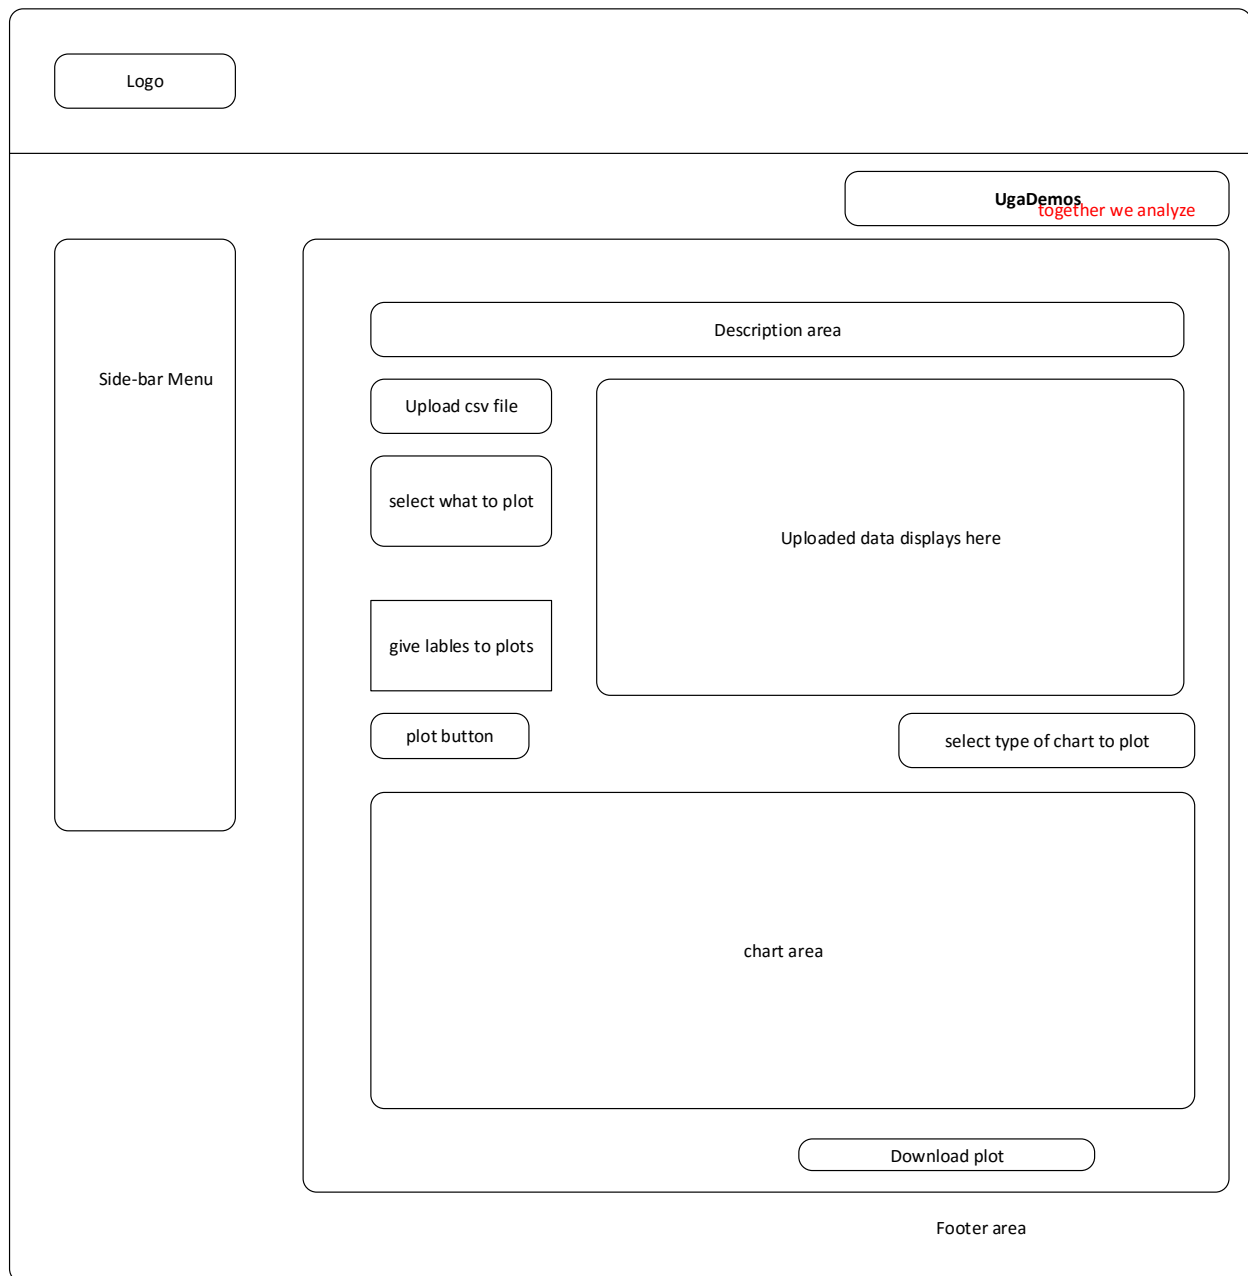 Logo
UgaDemos
together we analyze
Side-bar Menu
Description area
Upload csv file
select what to plot
Uploaded data displays here
give lables to plots
plot button
select type of chart to plot
chart area
Download plot
Footer area